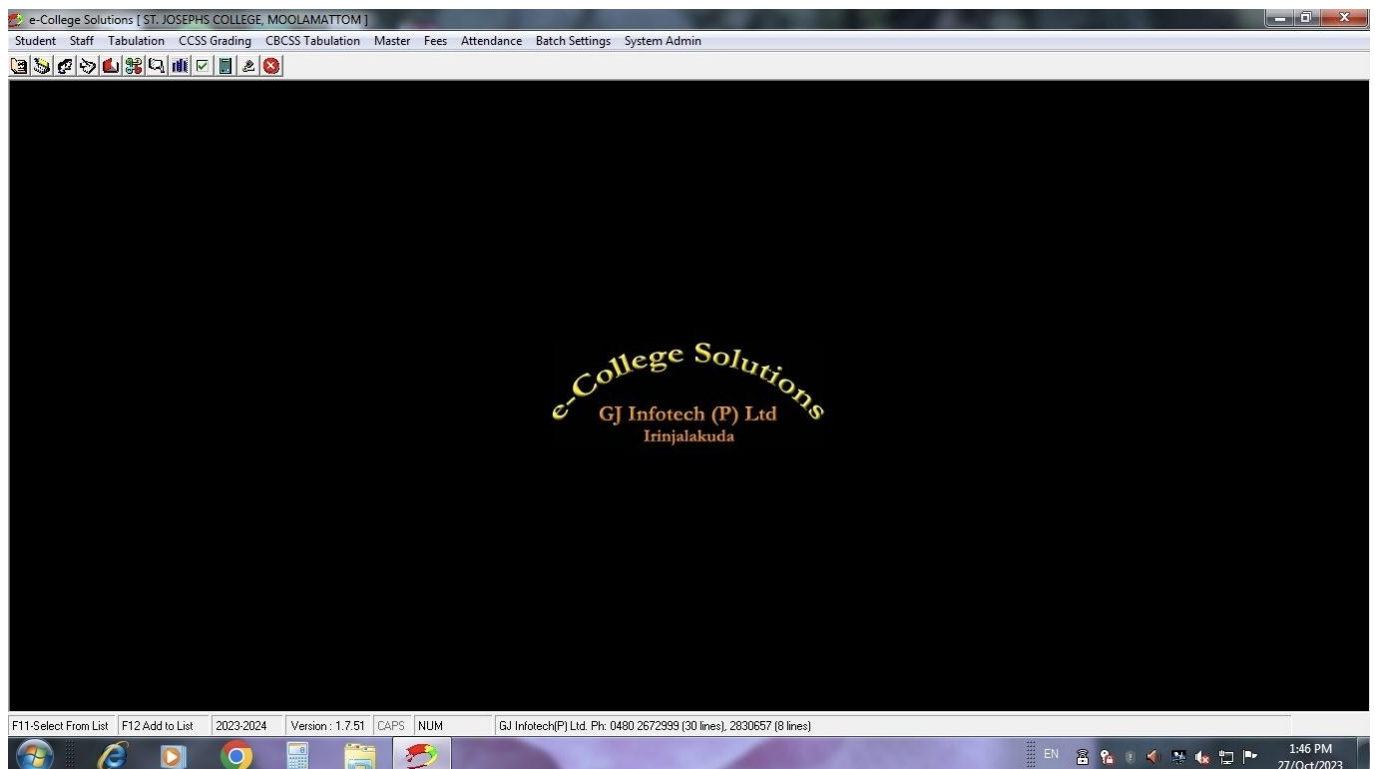 e-College Solutions [ ST. JOSEPHS COLLEGE, MOOLAMATTOM ]
Student Staff Tabulation CCSS Grading CBCSS Tabulation Master Fees Attendance Batch Settings System Admin
e-College Solutions
GJ Infotech (P) Ltd
Irinjalakuda
F11-Select From List F12 Add to List 2023-2024 Version : 1.7.51 CAPS NUM GJ Infotech(P) Ltd. Ph: 0480 2672999 (30 lines), 2830657 (8 lines)
EN 1:46 PM
27/Oct/2023